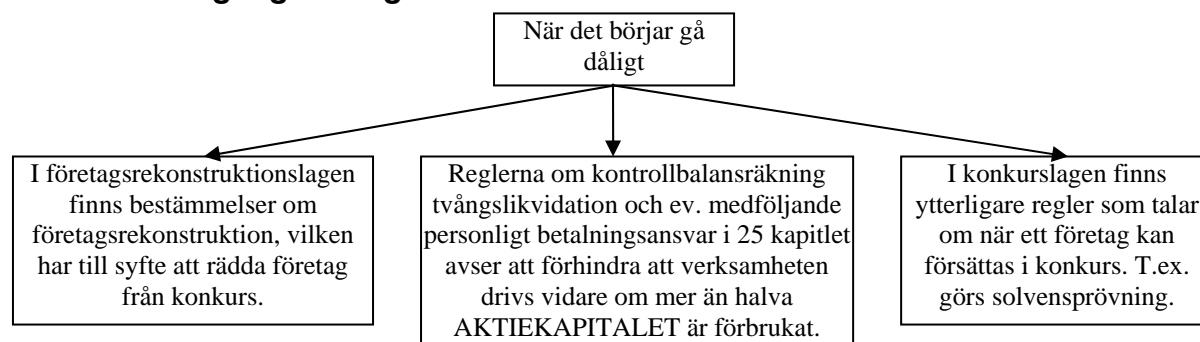 När det börjar gå
dåligt
I företagsrekonstruktionslagen
finns bestämmelser om
företagsrekonstruktion, vilken
har till syfte att rädda företag
från konkurs.
Reglerna om kontrollbalansräkning
tvångslikvidation och ev. medföljande
personligt betalningsansvar i 25 kapitlet
avser att förhindra att verksamheten
drivs vidare om mer än halva
AKTIEKAPITALET är förbrukat.
I konkurslagen finns
ytterligare regler som talar
om när ett företag kan
försättas i konkurs. T.ex.
görs solvensprövning.